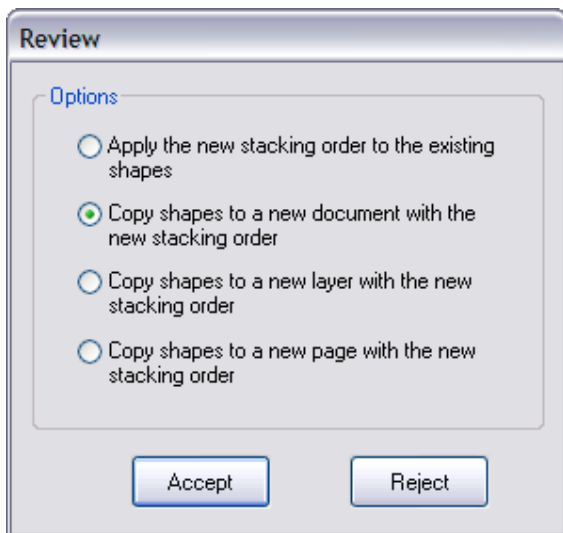 Review
Options
Apply the new stacking order to the existing
shapes
Copy shapes to a new document with the
new stacking order
Copy shapes to a new layer with the new
stacking order
Copy shapes to a new page with the new
stacking order
Accept Reject